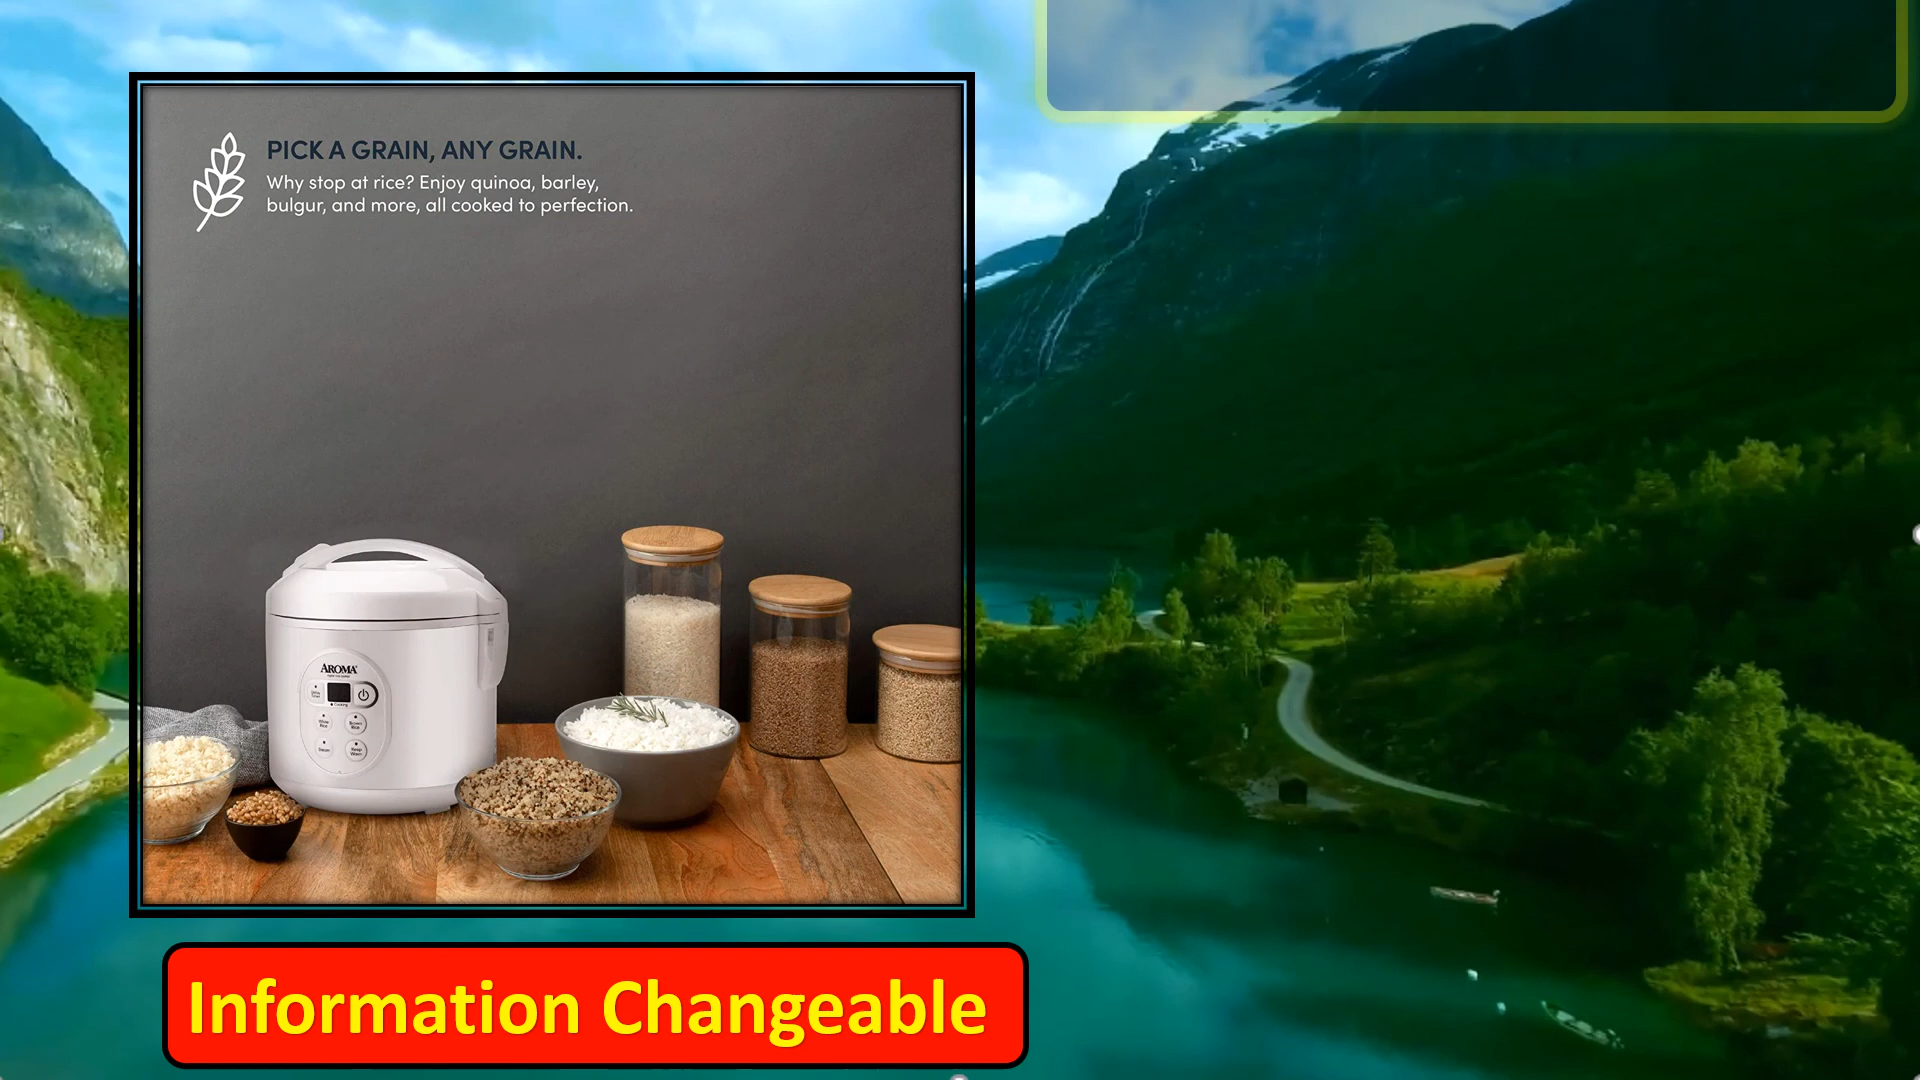 PICK A GRAIN, ANY GRAIN.
Why stop at rice? Enjoy quinoa, barley,
bulgur, and more, all cooked to perfection.
AROMA
Information Changeable